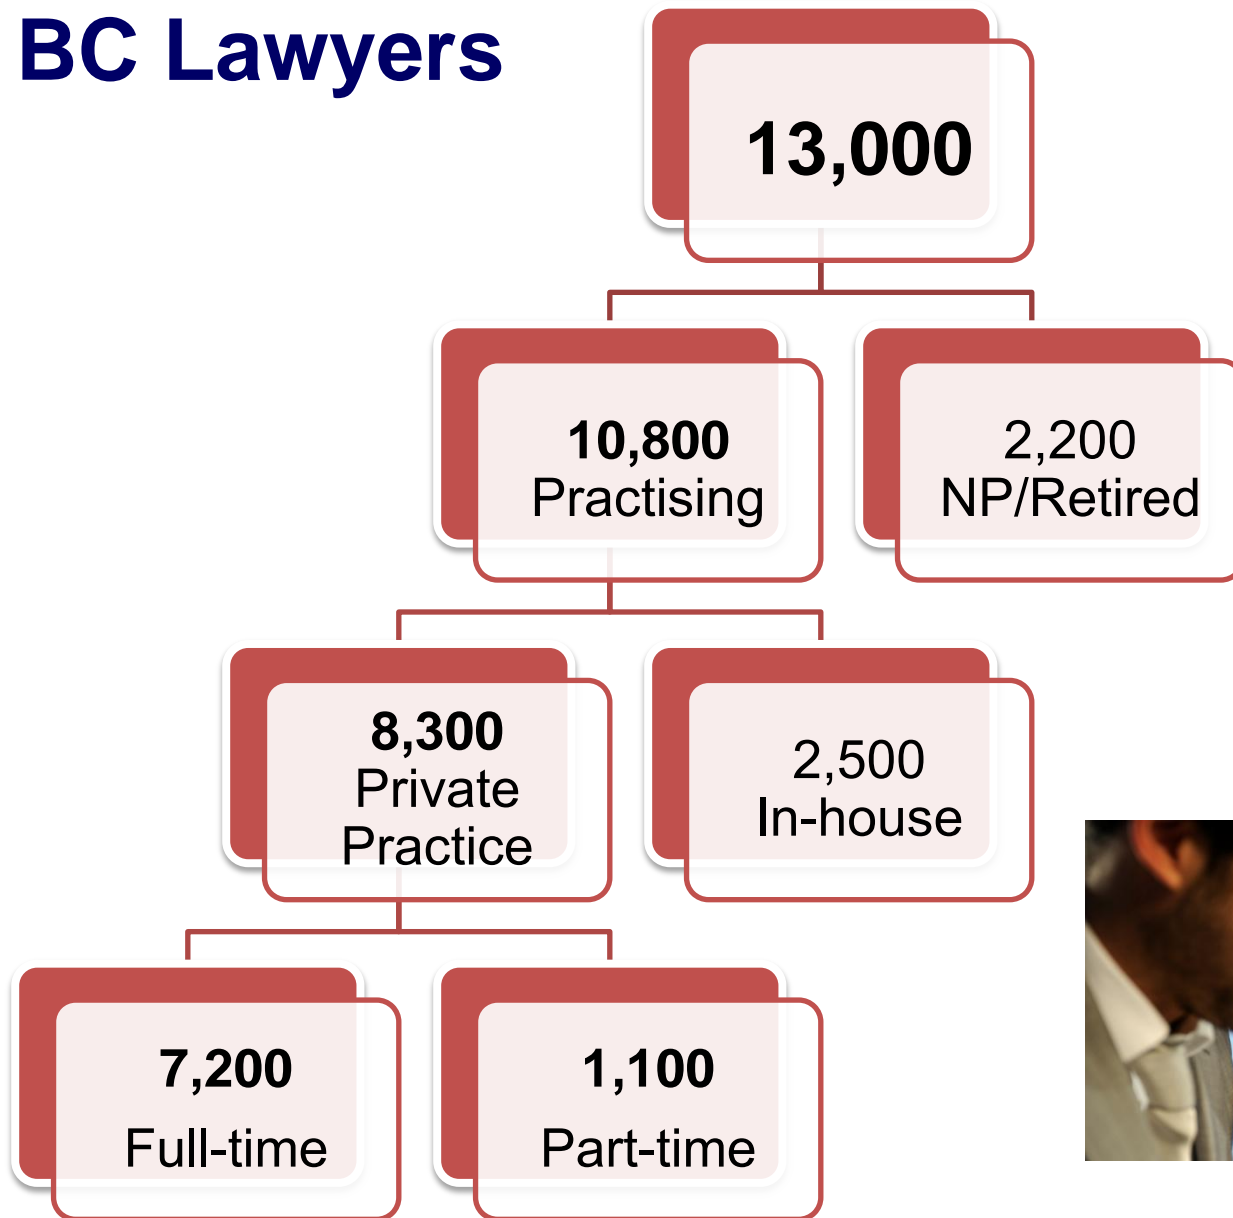 BC Lawyers
13,000
10,800
Practising
2,200
NP/Retired
8,300
Private
Practice
2,500
In-house
7,200
Full-time
1,100
Part-time